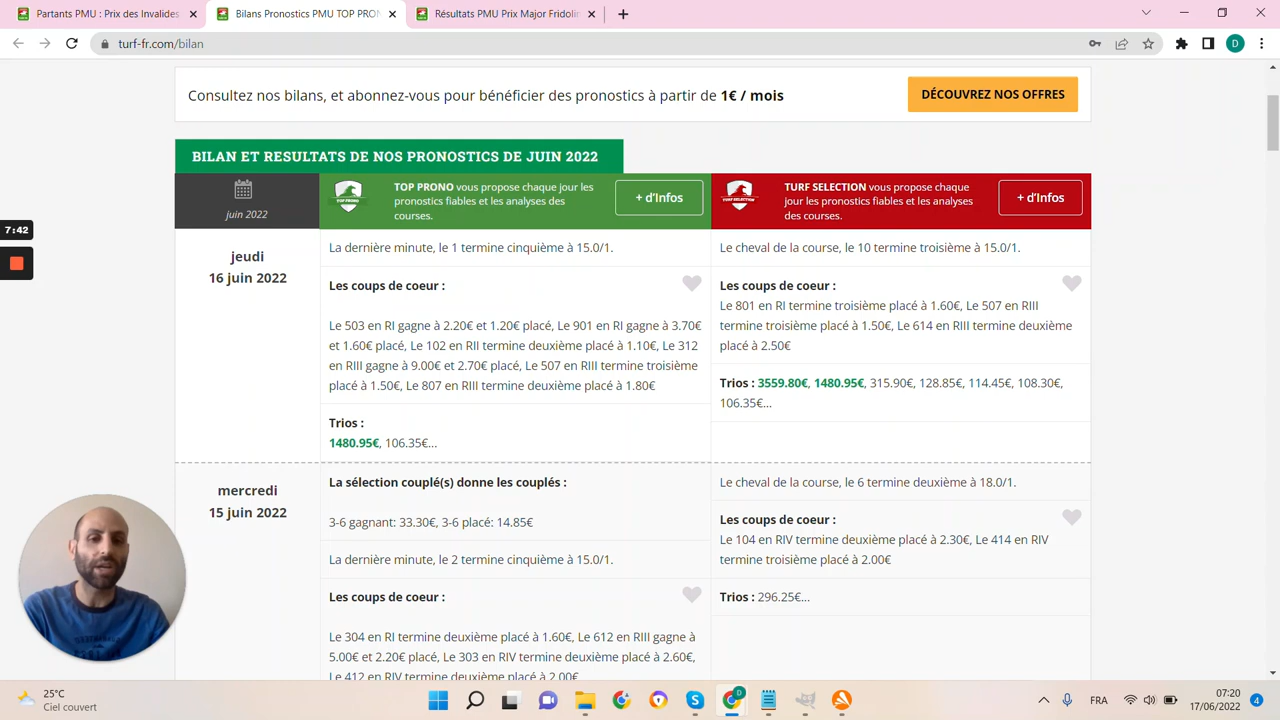 Partants PMU : Prix des Invalides
Bilans Pronostics PMU TOP PRON
Résultats PMU Prix Major Fridolin
turf-fr.com/bilan
D
Consultez nos bilans, et abonnez-vous pour bénéficier des pronostics à partir de 1€ / mois
DÉCOUVREZ NOS OFFRES
BILAN ET RESULTATS DE NOS PRONOSTICS DE JUIN 2022
juin 2022
TOP PRONO
TOP PRONO vous propose chaque jour les
pronostics fiables et les analyses des
courses.
+ d'Infos
TURF SELECTION
TURF SELECTION vous propose chaque
jour les pronostics fiables et les analyses
des courses.
+ d'Infos
7:42
jeudi
16 juin 2022
La dernière minute, le 1 termine cinquième à 15.0/1.
Les coups de coeur :
Le 503 en RI gagne à 2.20€ et 1.20€ placé, Le 901 en RI gagne à 3.70€
et 1.60€ placé, Le 102 en RII termine deuxième placé à 1.10€, Le 312
en RIII gagne à 9.00€ et 2.70€ placé, Le 507 en RIII termine troisième
placé à 1.50€, Le 807 en RIII termine deuxième placé à 1.80€
Trios :
1480.95€, 106.35€...
Le cheval de la course, le 10 termine troisième à 15.0/1.
Les coups de coeur :
Le 801 en RI termine troisième placé à 1.60€, Le 507 en RIII
termine troisième placé à 1.50€, Le 614 en RIII termine deuxième
placé à 2.50€
Trios : 3559.80€, 1480.95€, 315.90€, 128.85€, 114.45€, 108.30€,
106.35€...
mercredi
15 juin 2022
La sélection couplé(s) donne les couplés :
3-6 gagnant: 33.30€, 3-6 placé: 14.85€
La dernière minute, le 2 termine cinquième à 15.0/1.
Les coups de coeur :
Le 304 en RI termine deuxième placé à 1.60€, Le 612 en RIII gagne à
5.00€ et 2.20€ placé, Le 303 en RIV termine deuxième placé à 2.60€,
Le 412 en RIV termine deuxième placé à 2.00€
Le cheval de la course, le 6 termine deuxième à 18.0/1.
Les coups de coeur :
Le 104 en RIV termine deuxième placé à 2.30€, Le 414 en RIV
termine troisième placé à 2.00€
Trios : 296.25€...
25°C
Ciel couvert
D
FRA
07:20
17/06/2022
4